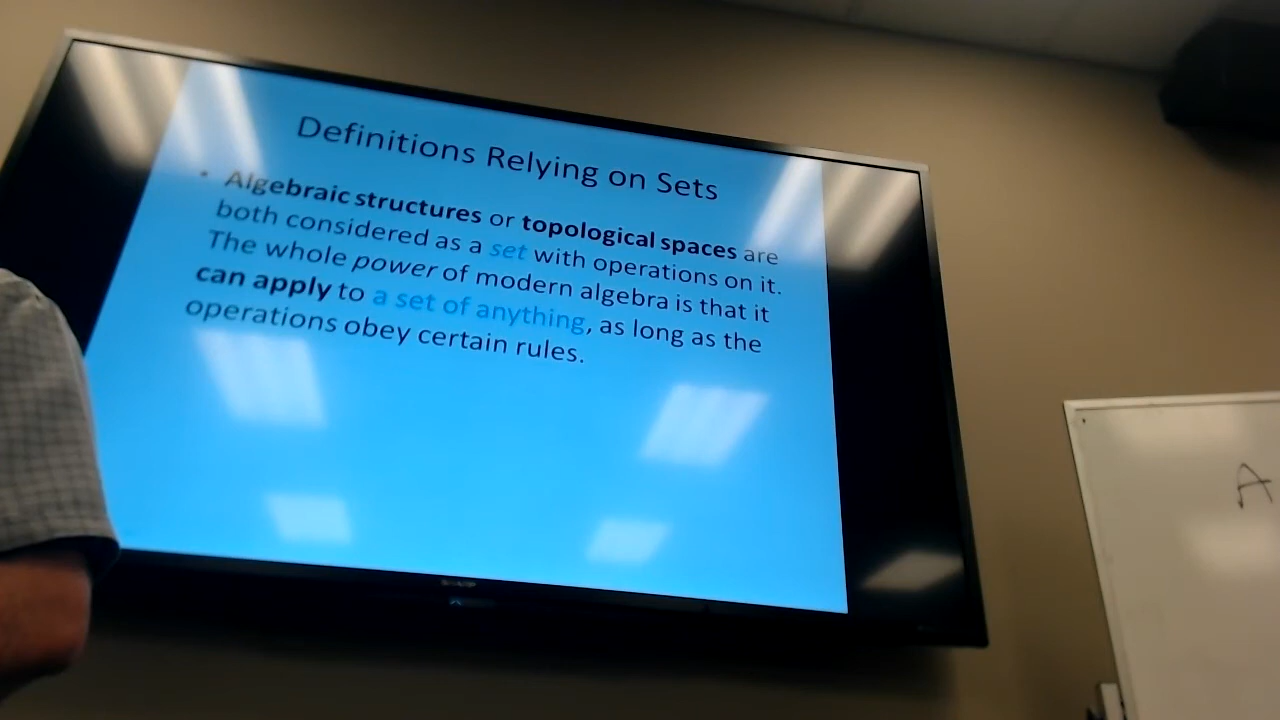 Definitions Relying on Sets
• Algebraic structures or topological spaces are
both considered as a set with operations on it.
The whole power of modern algebra is that it
can apply to a set of anything, as long as the
operations obey certain rules.
SHARP
A